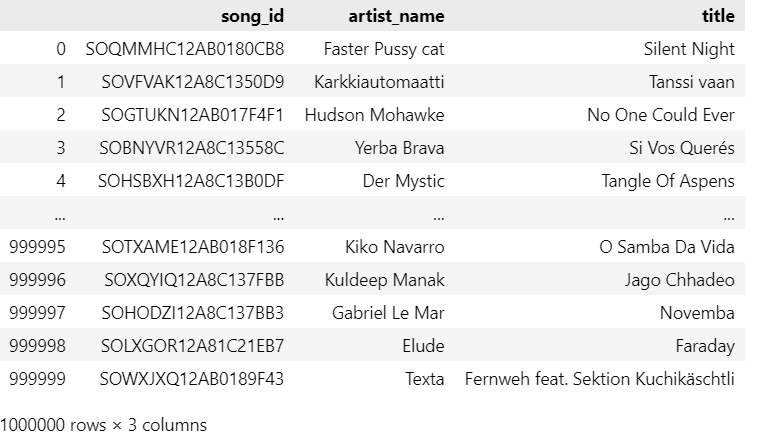 song_id artist_name title
0 SOQMMHC12AB0180CB8 Faster Pussy cat Silent Night
1 SOVFVAK12A8C1350D9 Karkkiautomaatti Tanssi vaan
2 SOGTUKN12AB017F4F1 Hudson Mohawke No One Could Ever
3 SOBNYVR12A8C13558C Yerba Brava Si Vos Querés
4 SOHSBXH12A8C13B0DF Der Mystic Tangle Of Aspens
... ... ... ...
999995 SOTXAME12AB018F136 Kiko Navarro O Samba Da Vida
999996 SOXQYIQ12A8C137FBB Kuldeep Manak Jago Chhadeo
999997 SOHODZI12A8C137BB3 Gabriel Le Mar Novemba
999998 SOLXGOR12A81C21EB7 Elude Faraday
999999 SOWXJXQ12AB0189F43 Texta Fernweh feat. Sektion Kuchikäschtli
1000000 rows × 3 columns